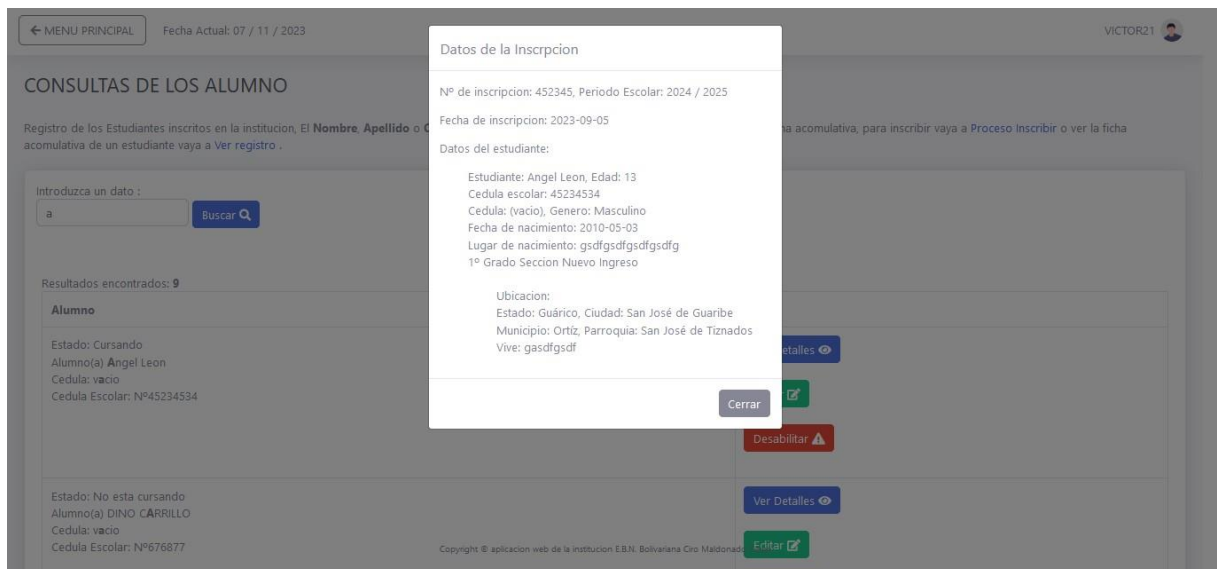 MENU PRINCIPAL
Fecha Actual: 07 / 11 / 2023
VICTOR21
CONSULTAS DE LOS ALUMNO
Registro de los Estudiantes inscritos en la institucion, El Nombre, Apellido o
na acomulativa, para inscribir vaya a Proceso Inscribir o ver la ficha
acomulativa de un estudiante vaya a Ver registro .
Introduzca un dato :
a
Buscar
Resultados encontrados: 9
Alumno
Estado: Cursando
Alumno(a) Angel Leon
Cedula: vacio
Cedula Escolar: Nº45234534
etalles
Desabilitar
Estado: No esta cursando
Alumno(a) DINO CARRILLO
Cedula: vacio
Cedula Escolar: Nº676877
Ver Detalles
Editar
Copyright © aplicacion web de la institucion E.B.N. Bolivariana Ciro Maldonado
Datos de la Inscrpcion
Nº de inscripcion: 452345, Periodo Escolar: 2024 / 2025
Fecha de inscripcion: 2023-09-05
Datos del estudiante:
Estudiante: Angel Leon, Edad: 13
Cedula escolar: 45234534
Cedula: (vacio), Genero: Masculino
Fecha de nacimiento: 2010-05-03
Lugar de nacimiento: gsdfgsdfgsdfgsdfg
1º Grado Seccion Nuevo Ingreso
Ubicacion:
Estado: Guárico, Ciudad: San José de Guaribe
Municipio: Ortíz, Parroquia: San José de Tiznados
Vive: gasdfgsdf
Cerrar